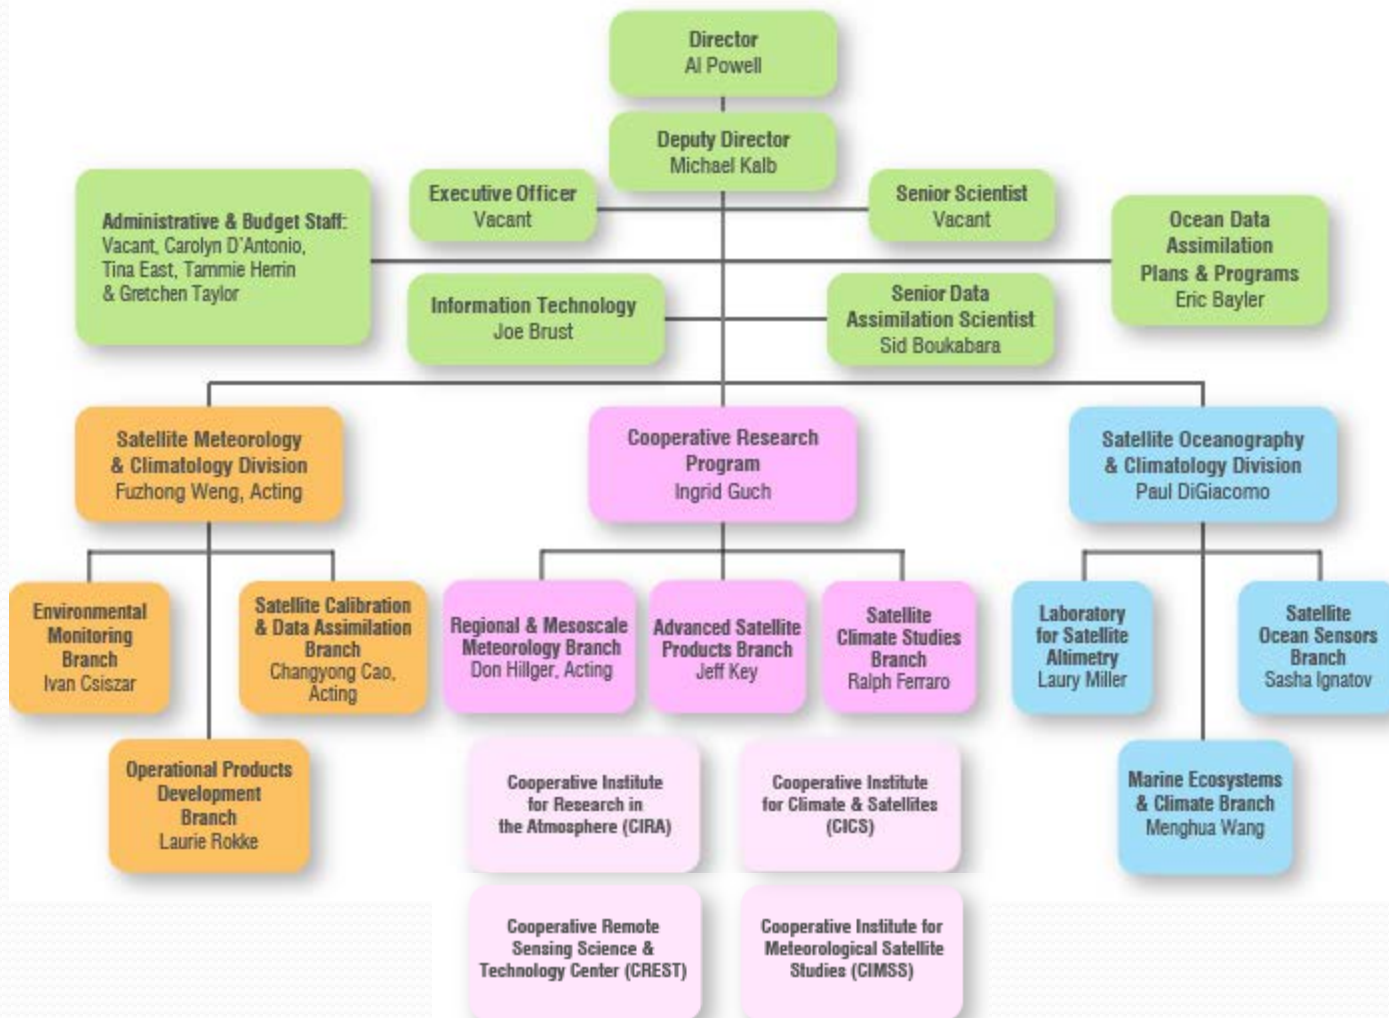 Director
Al Powell
Deputy Director
Michael Kalb
Executive Officer
Vacant
Senior Scientist
Vacant
Administrative & Budget Staff:
Vacant, Carolyn D'Antonio,
Tina East, Tammie Herrin
& Gretchen Taylor
Ocean Data
Assimilation
Plans & Programs
Eric Bayler
Information Technology
Joe Brust
Senior Data
Assimilation Scientist
Sid Boukabara
Satellite Meteorology
& Climatology Division
Fuzhong Weng, Acting
Cooperative Research
Program
Ingrid Guch
Satellite Oceanography
& Climatology Division
Paul DiGiacomo
Environmental
Monitoring
Branch
Ivan Csiszar
Satellite Calibration
& Data Assimilation
Branch
Changyong Cao,
Acting
Regional & Mesoscale
Meteorology Branch
Don Hillger, Acting
Advanced Satellite
Products Branch
Jeff Key
Satellite
Climate Studies
Branch
Ralph Ferraro
Laboratory
for Satellite
Altimetry
Laury Miller
Satellite
Ocean Sensors
Branch
Sasha Ignatov
Operational Products
Development
Branch
Laurie Rokke
Cooperative Institute
for Research in
the Atmosphere (CIRA)
Cooperative Institute
for Climate & Satellites
(CICS)
Marine Ecosystems
& Climate Branch
Menghua Wang
Cooperative Remote
Sensing Science &
Technology Center (CREST)
Cooperative Institute for
Meteorological Satellite
Studies (CIMSS)